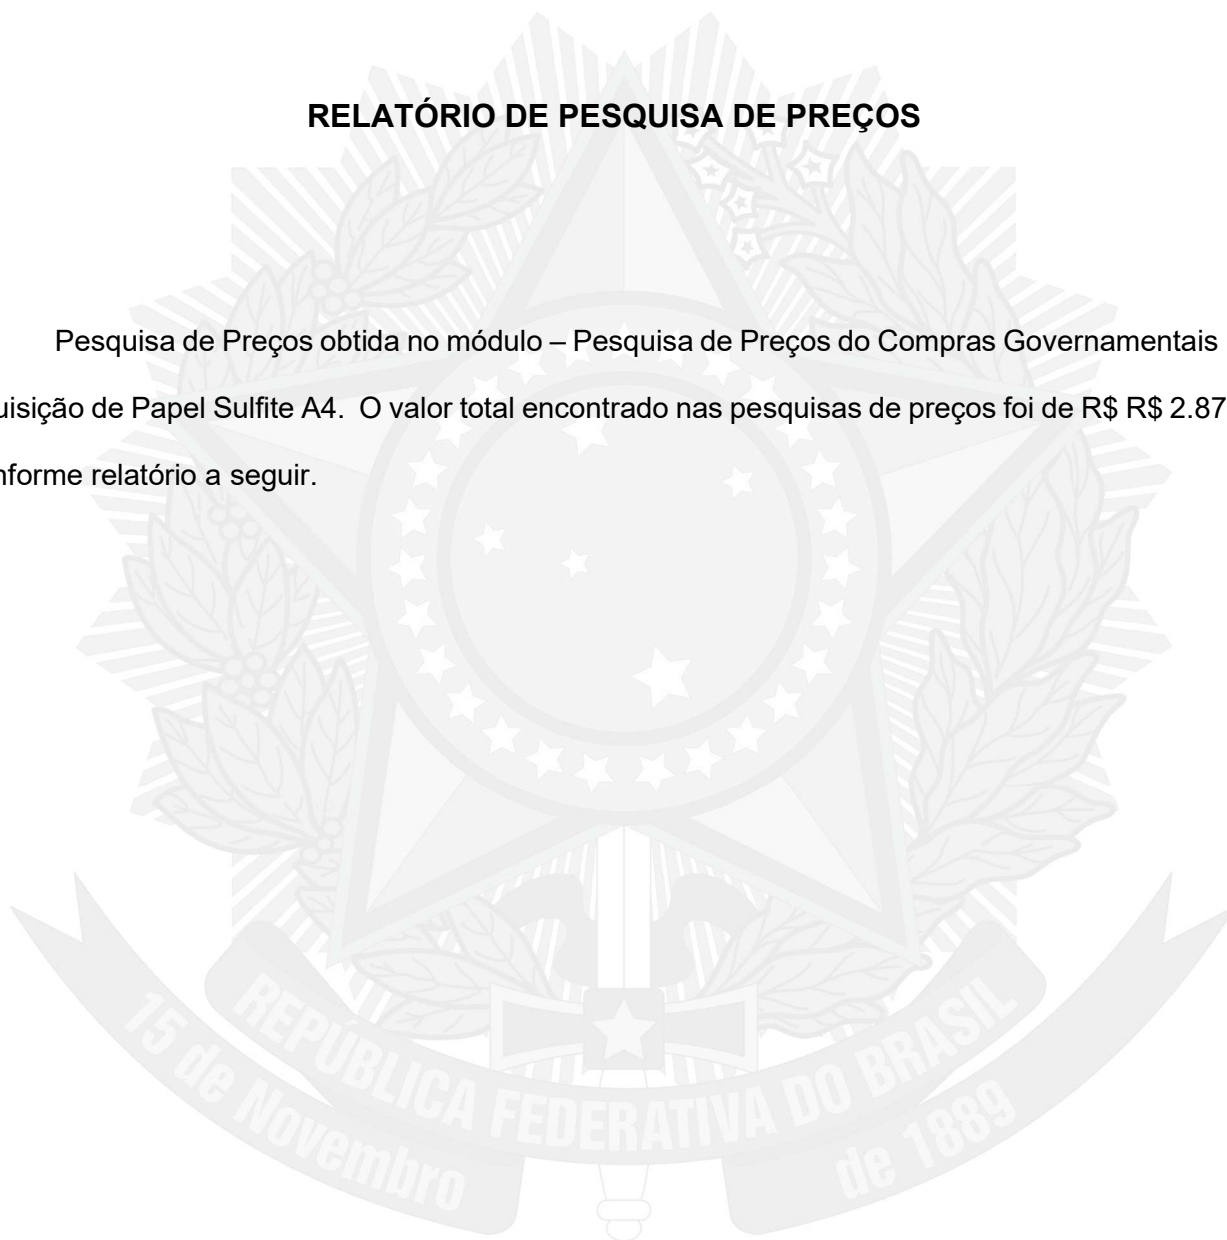 RELATÓRIO DE PESQUISA DE PREÇOS
Pesquisa de Preços obtida no módulo – Pesquisa de Preços do Compras Governamentais
uisição de Papel Sulfite A4. O valor total encontrado nas pesquisas de preços foi de R$ R$ 2.87
nforme relatório a seguir.
REPÚBLICA FEDERATIVA DO BRASIL
15 de Novembro de 1889